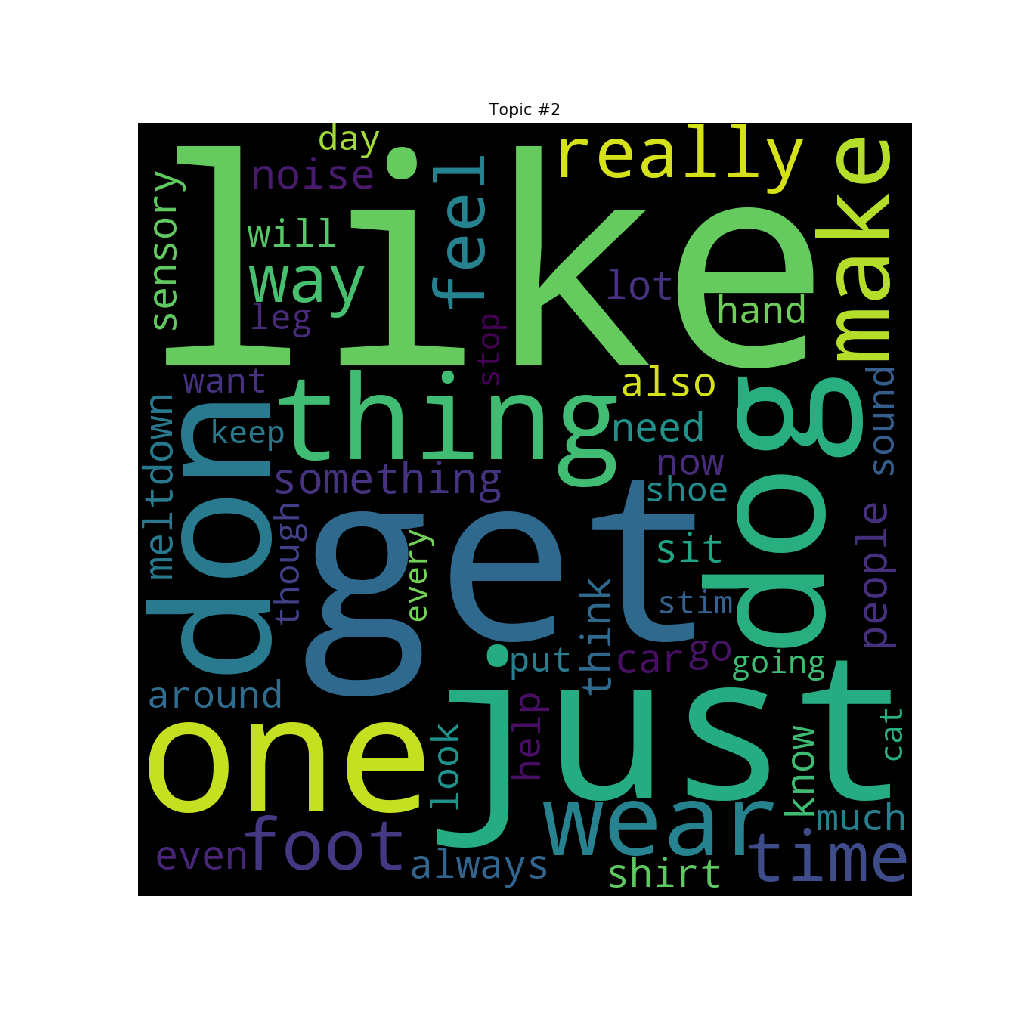 Topic #2
day
really
noise
sensory
like
feel
make
will
way
lot
hand
leg
stop
want
thing
also
dog
sound
keep
don
need
meltdown
something
now
shoe
get
though
every
sit
people
think
stim
put
car
go
going
around
just
one
look
help
know
cat
wear
much
even
foot
always
shirt
time